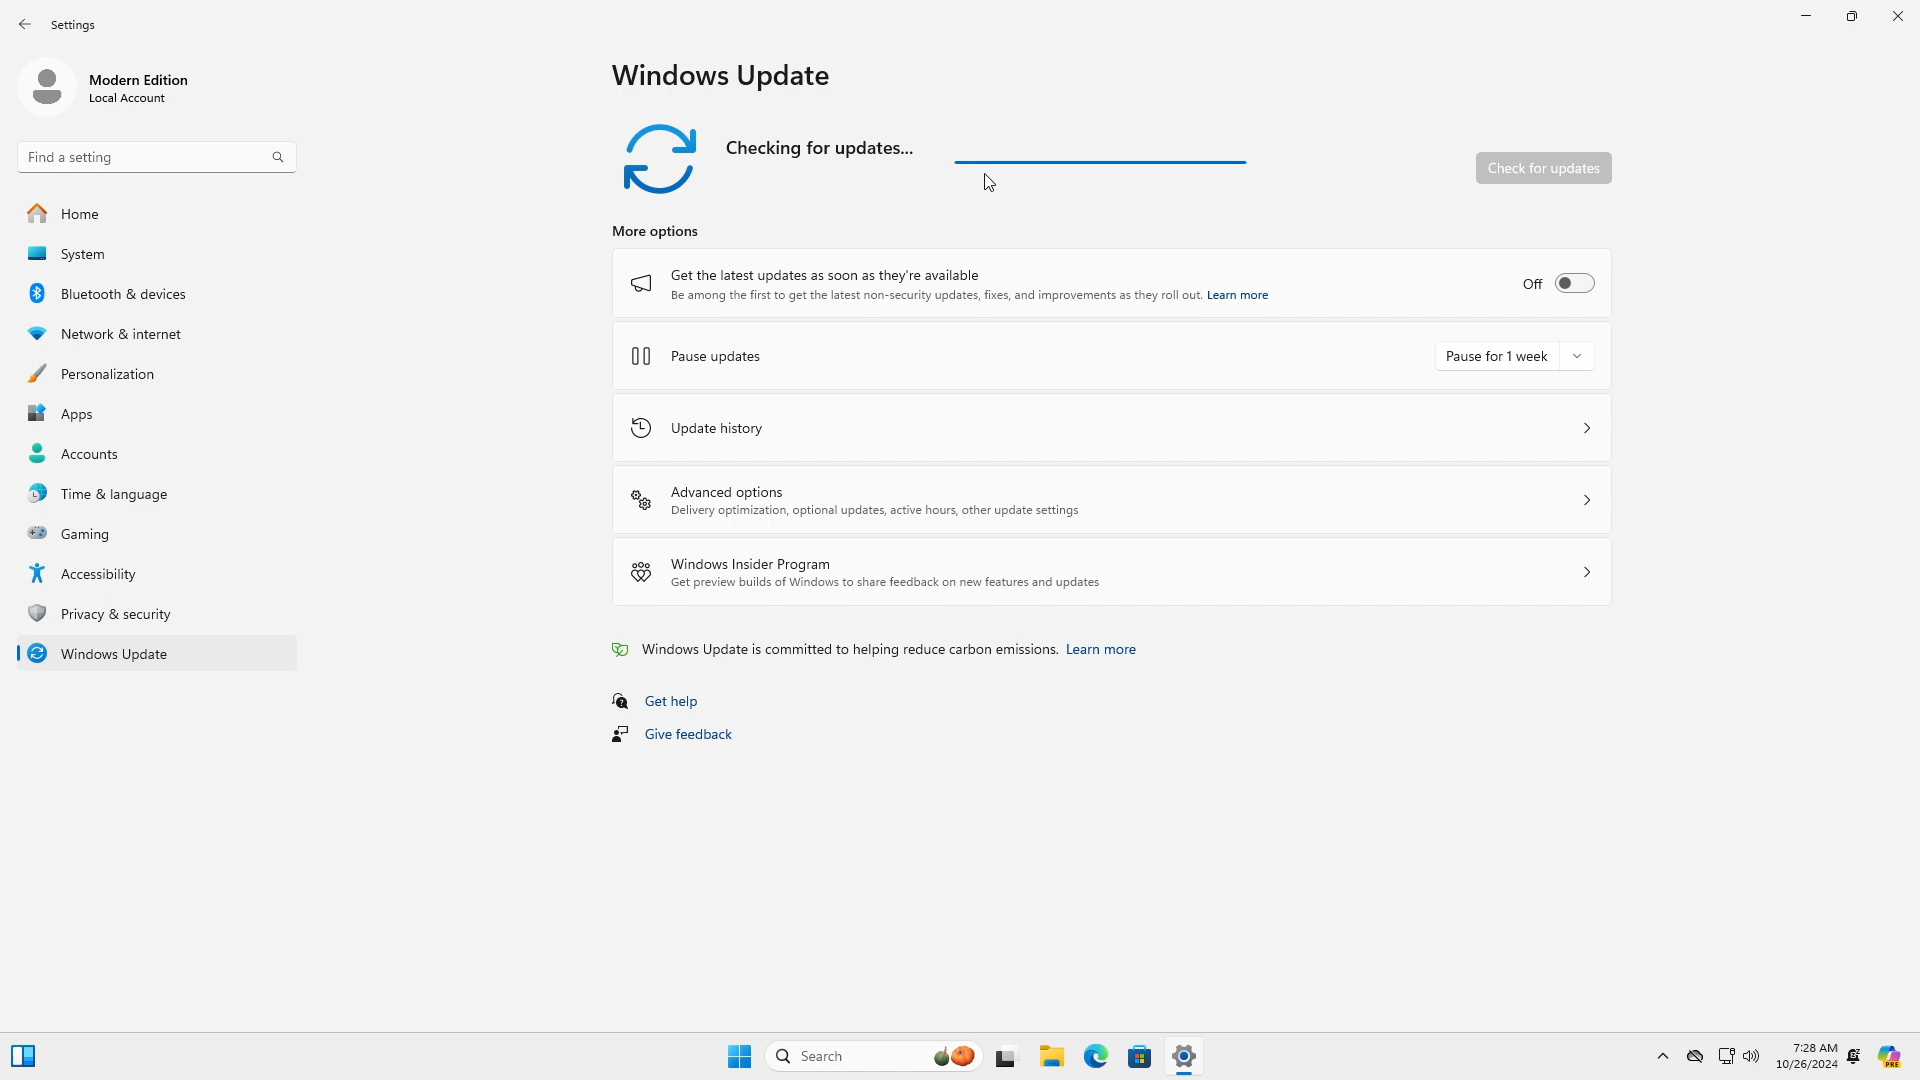 Settings
Modern Edition
Local Account
Find a setting
Home
System
Bluetooth & devices
Network & internet
Personalization
Apps
Accounts
Time & language
Gaming
Accessibility
Privacy & security
Windows Update
Windows Update
Checking for updates...
Check for updates
More options
Get the latest updates as soon as they're available
Be among the first to get the latest non-security updates, fixes, and improvements as they roll out. Learn more
Off
Pause updates
Pause for 1 week
Update history
Advanced options
Delivery optimization, optional updates, active hours, other update settings
Windows Insider Program
Get preview builds of Windows to share feedback on new features and updates
Windows Update is committed to helping reduce carbon emissions. Learn more
Get help
Give feedback
Search
7:28 AM
10/26/2024
PRE